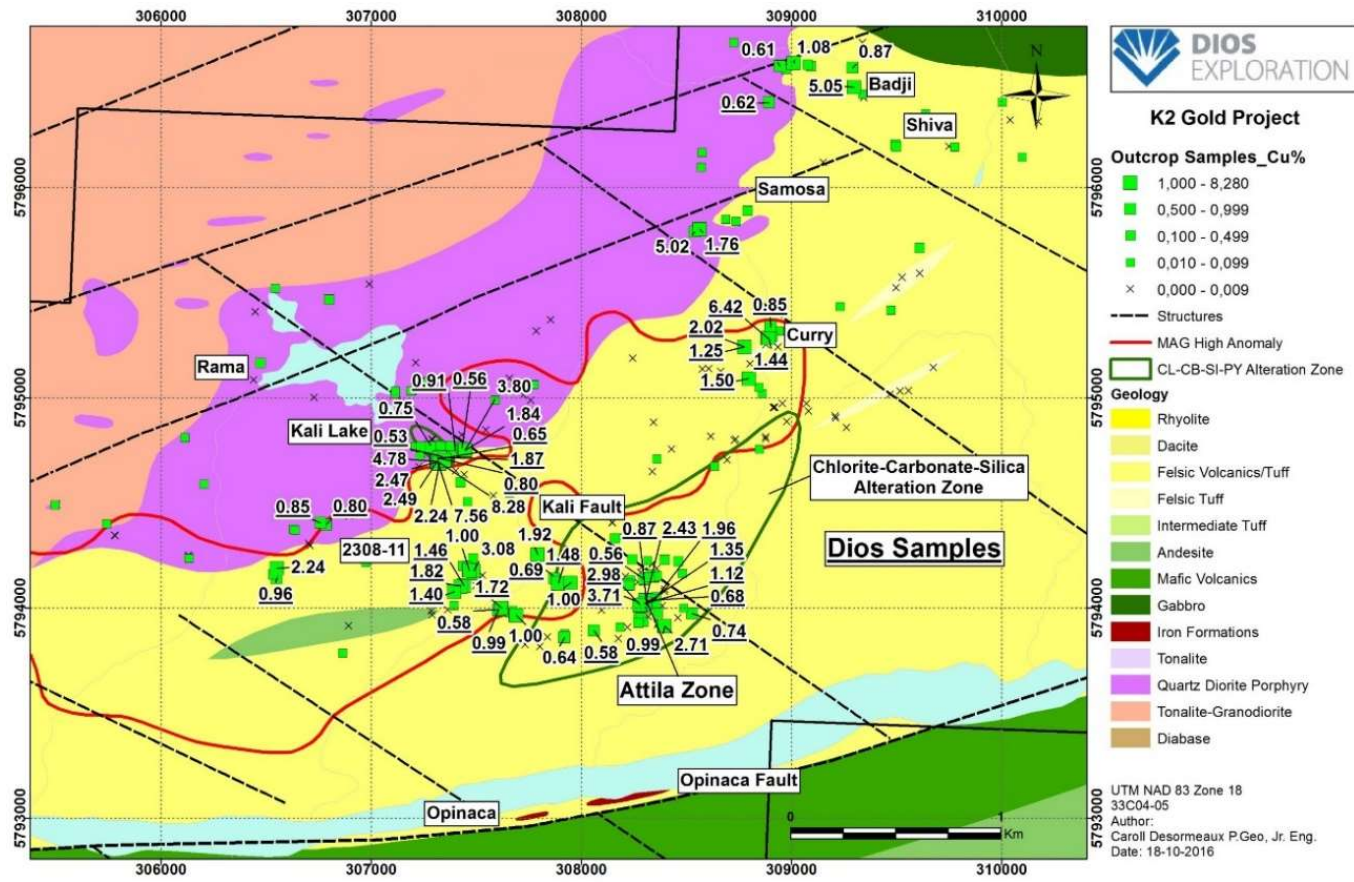 306000 307000 308000 309000 310000
5796000
5795000
5794000
5793000
0.61
1.08
0.87
Badji
5.05
0.62
Shiva
Samosa
5.02
1.76
6.42
0.85
2.02
Curry
1.25
1.44
1.50
Rama
0.91
0.56
3.80
0.75
1.84
Kali Lake
0.53
0.65
4.78
1.87
2.47
0.80
2.49
8.28
2.24
7.56
Chlorite-Carbonate-Silica
Alteration Zone
0.85
0.80
Kali Fault
0.87
2.43
1.96
1.00
1.92
2308-11
1.46
3.08
1.48
0.56
1.35
2.24
1.82
0.69
2.98
1.12
Dios Samples
0.96
1.40
1.72
1.00
3.71
0.68
0.58
0.99
1.00
0.64
0.58
0.99
2.71
0.74
Attila Zone
Opinaca Fault
Opinaca
N
0 1
Km
306000 307000 308000 309000 310000
5796000
5795000
5794000
5793000
DIOS
EXPLORATION
K2 Gold Project
Outcrop Samples_Cu%
1,000 - 8,280
0,500 - 0,999
0,100 - 0,499
0,010 - 0,099
0,000 - 0,009
Structures
MAG High Anomaly
CL-CB-SI-PY Alteration Zone
Geology
Rhyolite
Dacite
Felsic Volcanics/Tuff
Felsic Tuff
Intermediate Tuff
Andesite
Mafic Volcanics
Gabbro
Iron Formations
Tonalite
Quartz Diorite Porphyry
Tonalite-Granodiorite
Diabase
UTM NAD 83 Zone 18
33C04-05
Author:
Caroll Desormeaux P.Geo, Jr. Eng.
Date: 18-10-2016